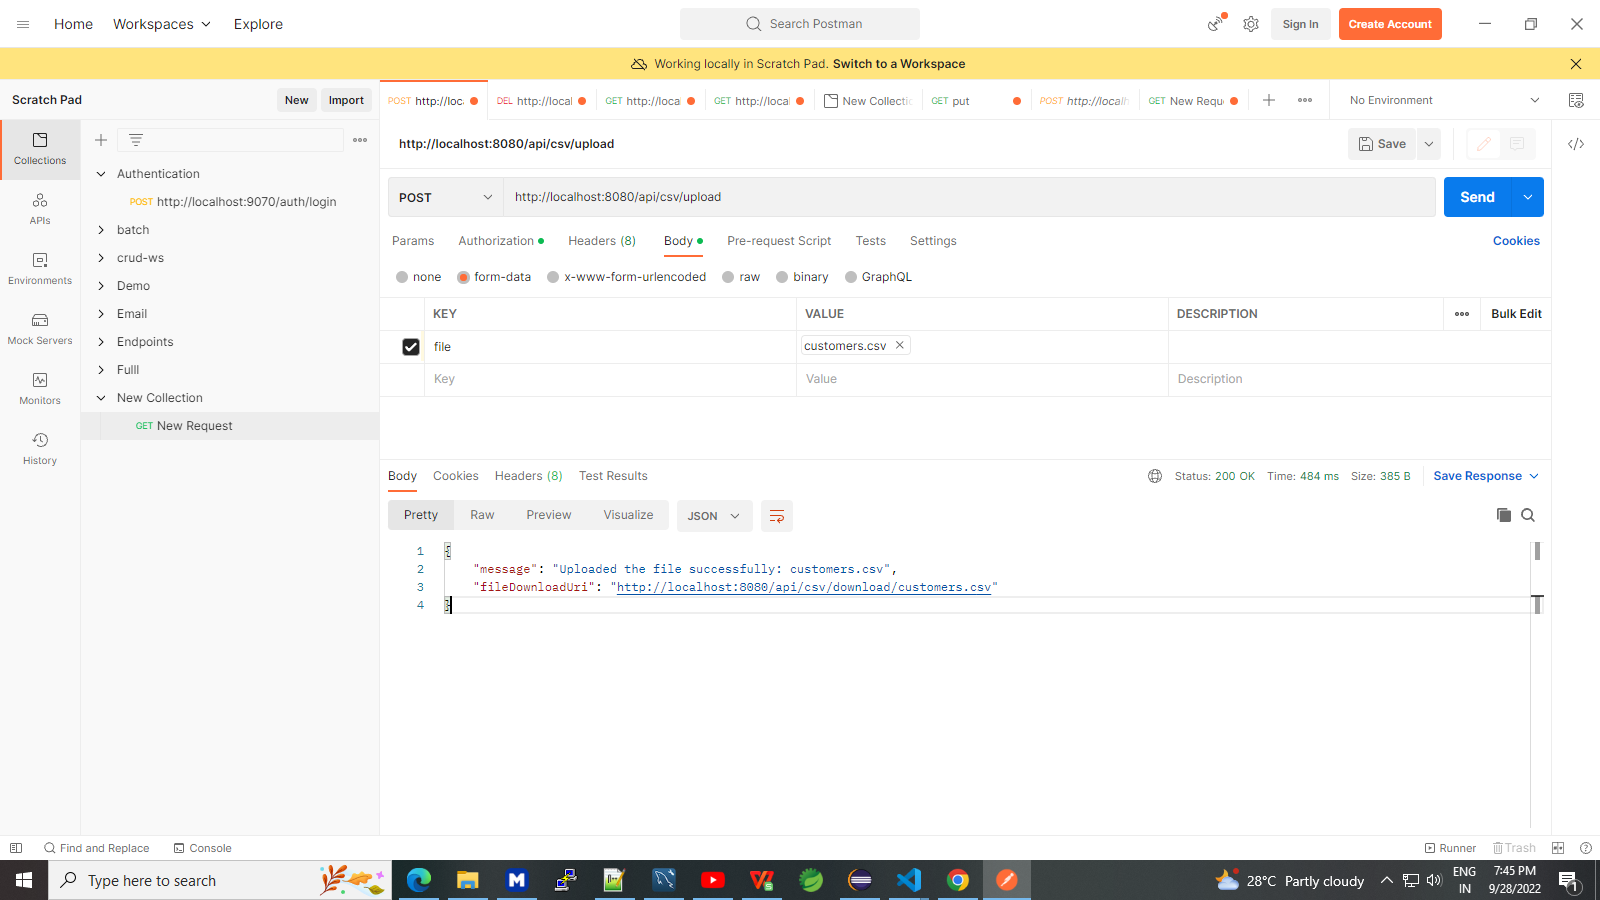 Home Workspaces Explore Search Postman Sign In Create Account
Working locally in Scratch Pad. Switch to a Workspace
Scratch Pad New Import POST http://loca DEL http://local GET http://local GET http://local New Collectio GET put POST http://localh GET New Reque No Environment
Collections
APIs
Environments
Mock Servers
Monitors
History
Authentication
POST http://localhost:9070/auth/login
batch
crud-ws
Demo
Email
Endpoints
Fulll
New Collection
GET New Request
http://localhost:8080/api/csv/upload Save
POST http://localhost:8080/api/csv/upload Send
Params Authorization Headers (8) Body Pre-request Script Tests Settings Cookies
none form-data x-www-form-urlencoded raw binary GraphQL
KEY VALUE DESCRIPTION Bulk Edit
file customers.csv
Key Value Description
Body Cookies Headers (8) Test Results Status: 200 OK Time: 484 ms Size: 385 B Save Response
Pretty Raw Preview Visualize JSON
1 {
2 "message": "Uploaded the file successfully: customers.csv",
3 "fileDownloadUri": "http://localhost:8080/api/csv/download/customers.csv"
4 }
Find and Replace Console Runner Trash
Type here to search 28°C Partly cloudy ENG IN 7:45 PM 9/28/2022 1